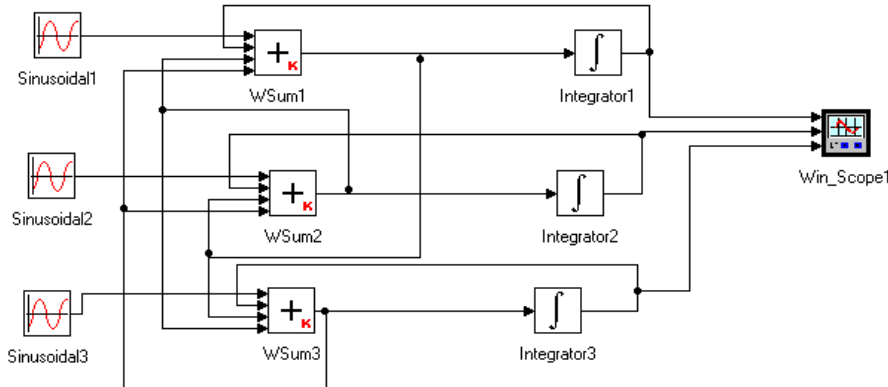 +
K
∫
Sinusoidal1
WSum1
Integrator1
+
K
∫
Win_Scope1
Sinusoidal2
WSum2
Integrator2
+
K
∫
Sinusoidal3
WSum3
Integrator3